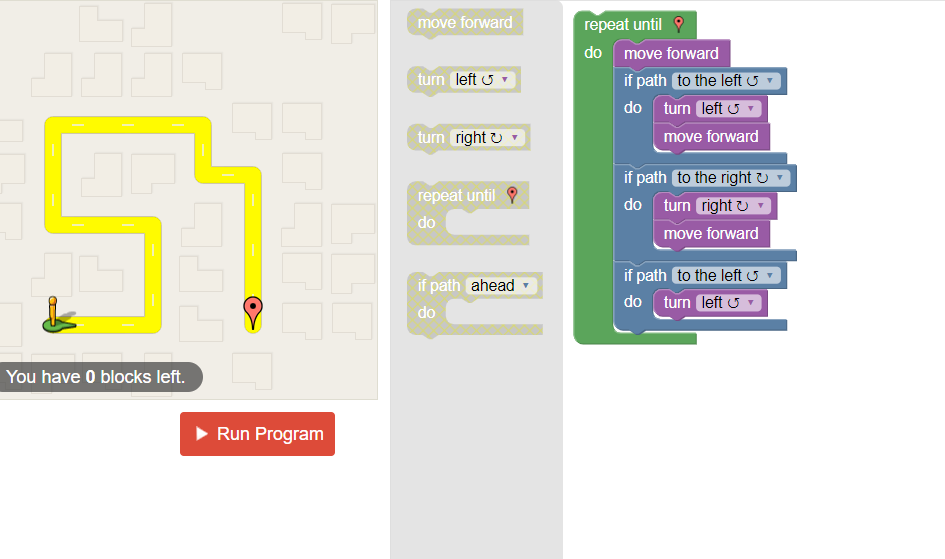 You have 0 blocks left.
Run Program
move forward
turn left ↺ ▼
turn right ↻ ▼
repeat until
do
if path ahead ▼
do
repeat until
do move forward
if path to the left ↺ ▼
do turn left ↺ ▼
move forward
if path to the right ↻ ▼
do turn right ↻ ▼
move forward
if path to the left ↺ ▼
do turn left ↺ ▼